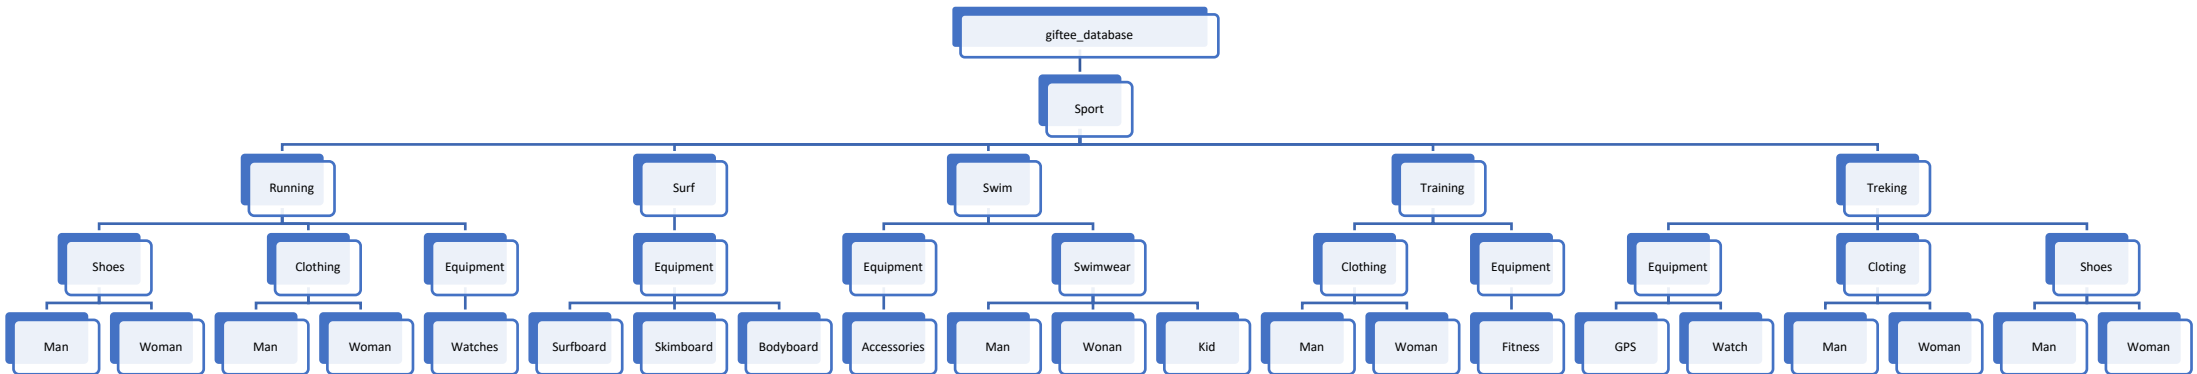 giftee_database
Sport
Running
Surf
Swim
Training
Treking
Shoes
Clothing
Equipment
Equipment
Equipment
Swimwear
Clothing
Equipment
Equipment
Cloting
Shoes
Man
Woman
Man
Woman
Watches
Surfboard
Skimboard
Bodyboard
Accessories
Man
Wonan
Kid
Man
Woman
Fitness
GPS
Watch
Man
Woman
Man
Woman